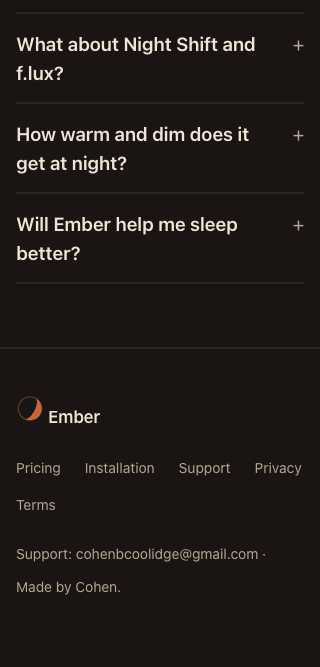 What about Night Shift and
f.lux?
+
How warm and dim does it
get at night?
+
Will Ember help me sleep
better?
+
Ember
Pricing Installation Support Privacy
Terms
Support: cohenbcoolidge@gmail.com ·
Made by Cohen.